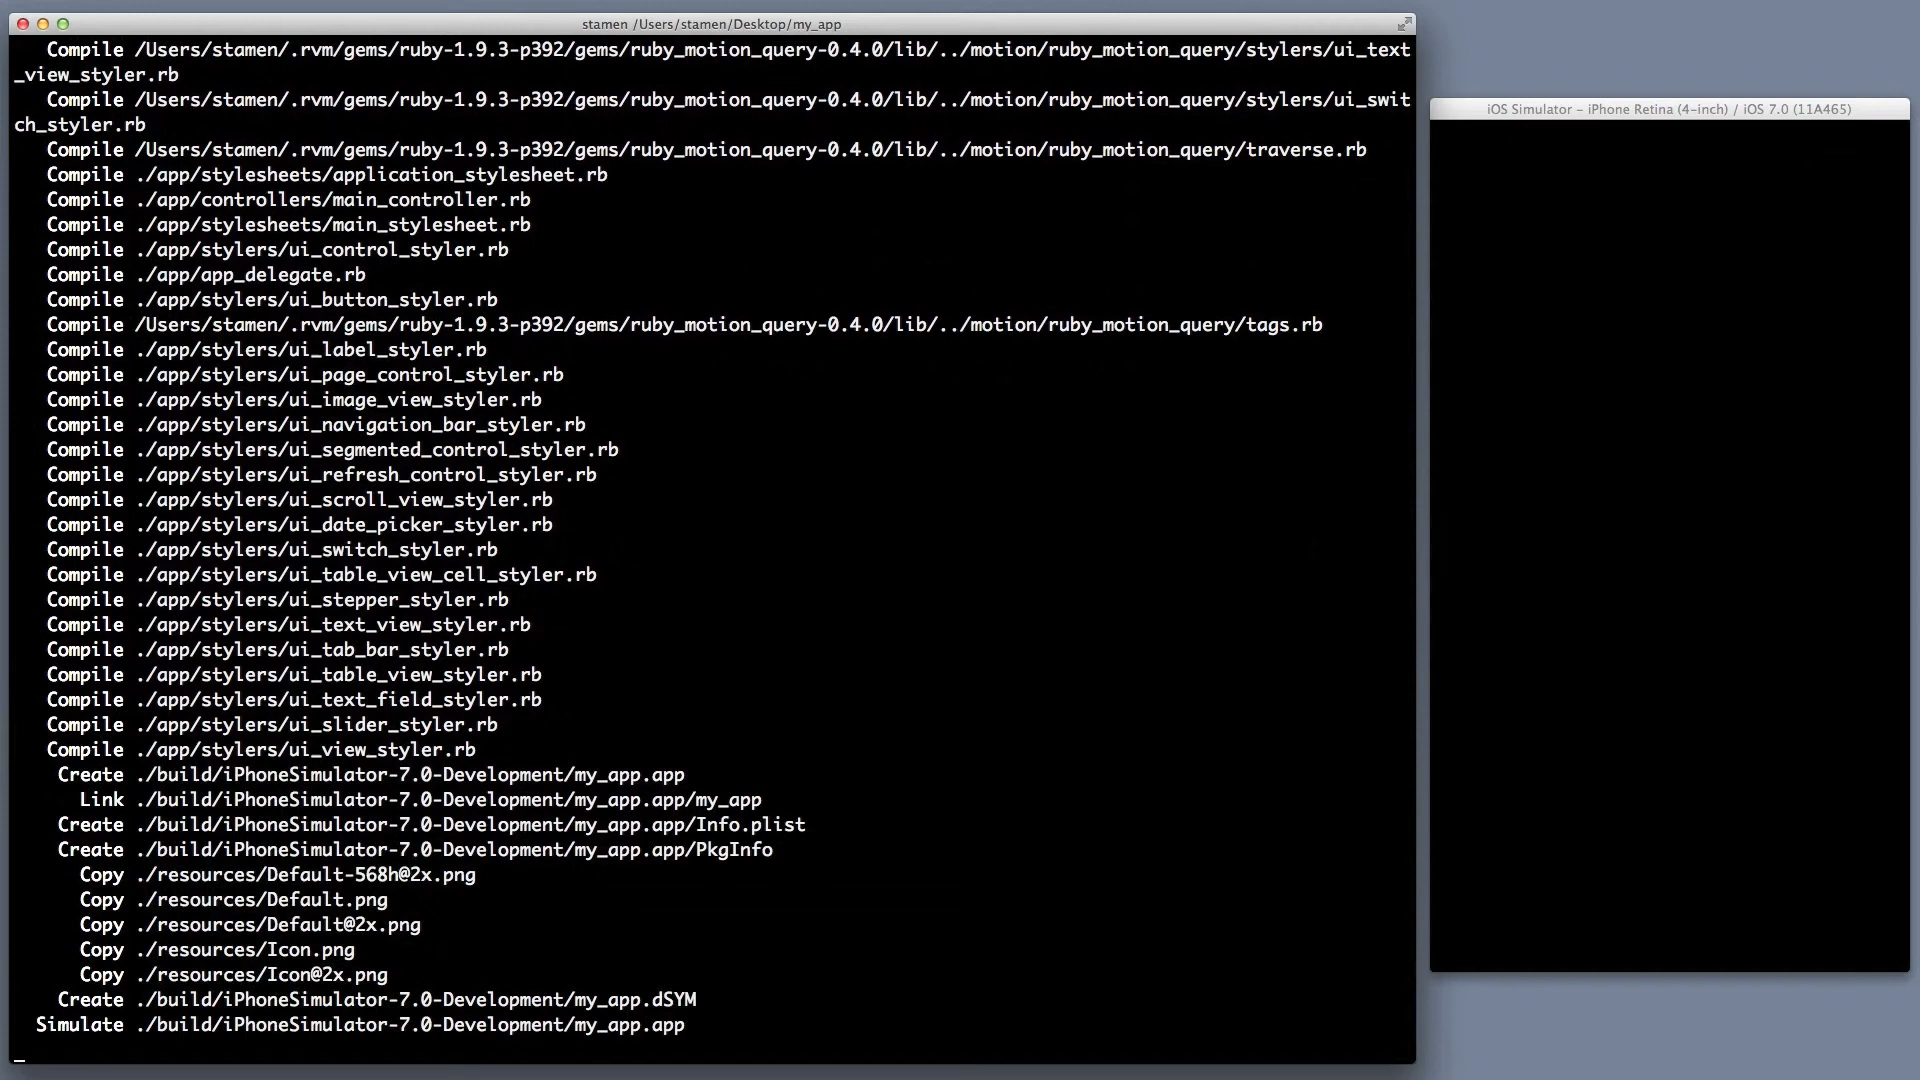 stamen /Users/stamen/Desktop/my_app
Compile /Users/stamen/.rvm/gems/ruby-1.9.3-p392/gems/ruby_motion_query-0.4.0/lib/../motion/ruby_motion_query/stylers/ui_text
_view_styler.rb
Compile /Users/stamen/.rvm/gems/ruby-1.9.3-p392/gems/ruby_motion_query-0.4.0/lib/../motion/ruby_motion_query/stylers/ui_swit
ch_styler.rb
Compile /Users/stamen/.rvm/gems/ruby-1.9.3-p392/gems/ruby_motion_query-0.4.0/lib/../motion/ruby_motion_query/traverse.rb
Compile ./app/stylesheets/application_stylesheet.rb
Compile ./app/controllers/main_controller.rb
Compile ./app/stylesheets/main_stylesheet.rb
Compile ./app/stylers/ui_control_styler.rb
Compile ./app/app_delegate.rb
Compile ./app/stylers/ui_button_styler.rb
Compile /Users/stamen/.rvm/gems/ruby-1.9.3-p392/gems/ruby_motion_query-0.4.0/lib/../motion/ruby_motion_query/tags.rb
Compile ./app/stylers/ui_label_styler.rb
Compile ./app/stylers/ui_page_control_styler.rb
Compile ./app/stylers/ui_image_view_styler.rb
Compile ./app/stylers/ui_navigation_bar_styler.rb
Compile ./app/stylers/ui_segmented_control_styler.rb
Compile ./app/stylers/ui_refresh_control_styler.rb
Compile ./app/stylers/ui_scroll_view_styler.rb
Compile ./app/stylers/ui_date_picker_styler.rb
Compile ./app/stylers/ui_switch_styler.rb
Compile ./app/stylers/ui_table_view_cell_styler.rb
Compile ./app/stylers/ui_stepper_styler.rb
Compile ./app/stylers/ui_text_view_styler.rb
Compile ./app/stylers/ui_tab_bar_styler.rb
Compile ./app/stylers/ui_table_view_styler.rb
Compile ./app/stylers/ui_text_field_styler.rb
Compile ./app/stylers/ui_slider_styler.rb
Compile ./app/stylers/ui_view_styler.rb
Create ./build/iPhoneSimulator-7.0-Development/my_app.app
Link ./build/iPhoneSimulator-7.0-Development/my_app.app/my_app
Create ./build/iPhoneSimulator-7.0-Development/my_app.app/Info.plist
Create ./build/iPhoneSimulator-7.0-Development/my_app.app/PkgInfo
Copy ./resources/Default-568h@2x.png
Copy ./resources/Default.png
Copy ./resources/Default@2x.png
Copy ./resources/Icon.png
Copy ./resources/Icon@2x.png
Create ./build/iPhoneSimulator-7.0-Development/my_app.dSYM
Simulate ./build/iPhoneSimulator-7.0-Development/my_app.app
iOS Simulator – iPhone Retina (4-inch) / iOS 7.0 (11A465)